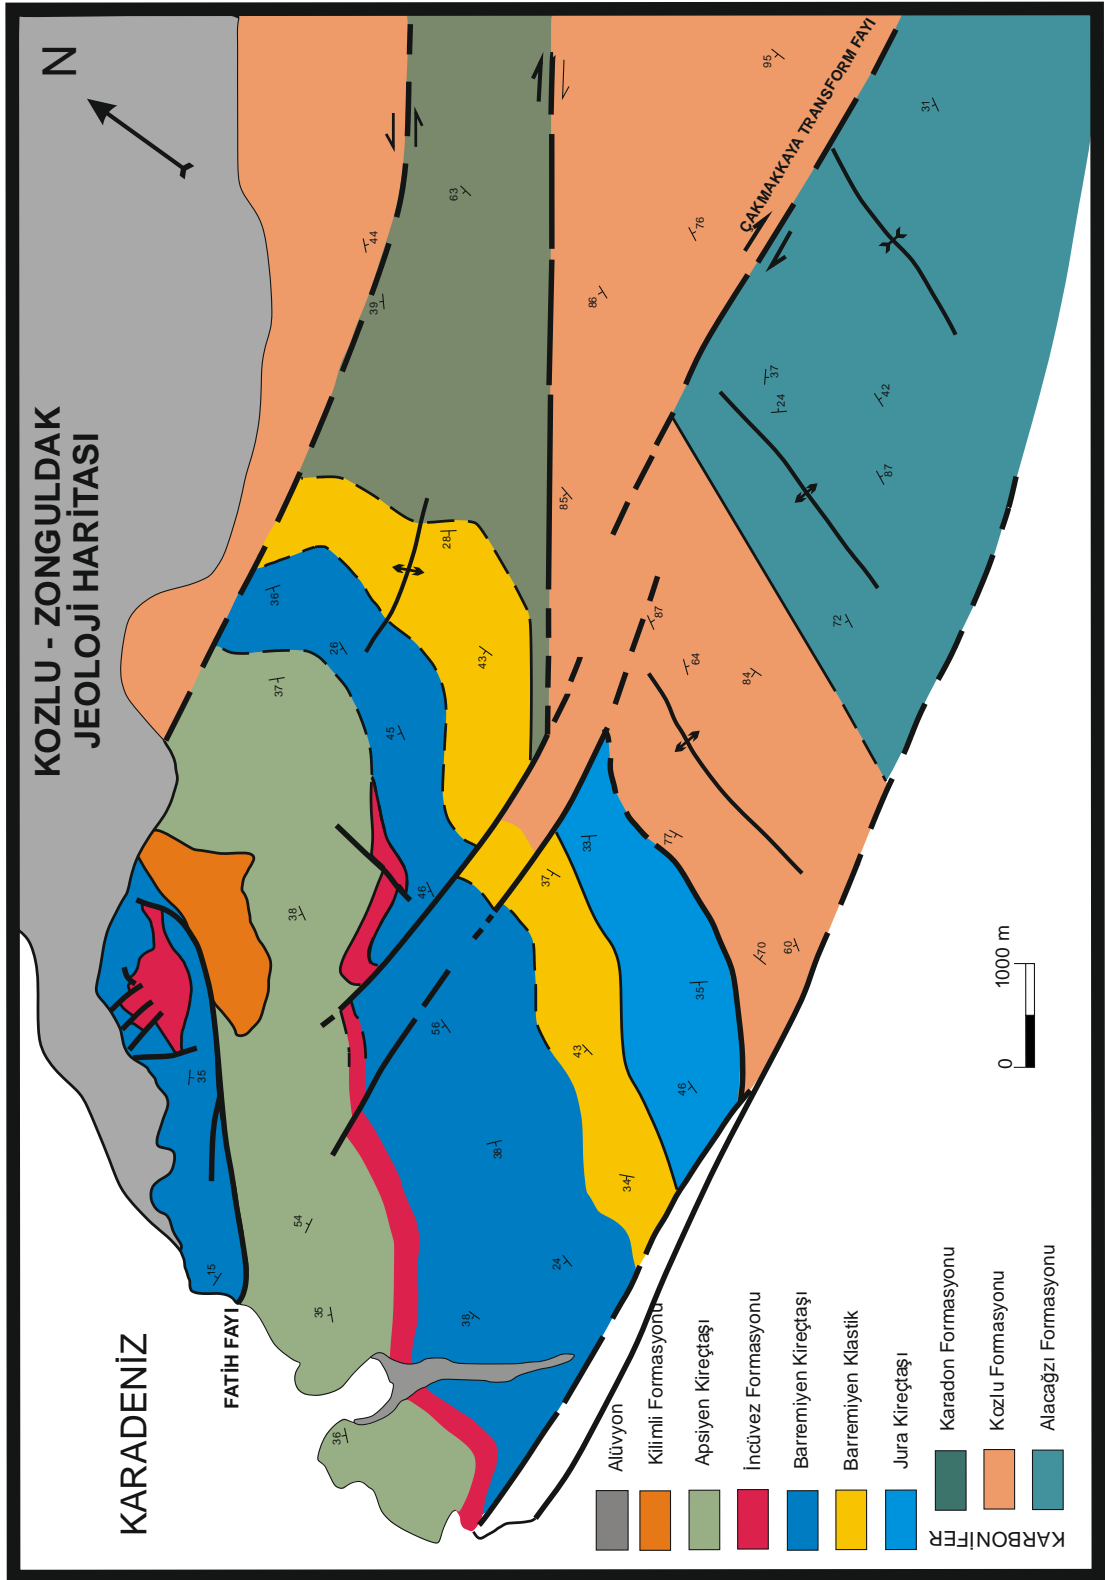 KOZLU - ZONGULDAK
JEOLOJİ HARİTASI
N
KARADENİZ
FATİH FAYI
ÇAKMAKKAYA TRANSFORM FAYI
95
31
63
44
39
76
86
37
24
42
87
85
28
36
26
43
37
45
72
87
64
84
77
33
37
46
38
70
60
35
56
43
46
35
38
34
54
15
24
35
38
36
0
1000 m
Alüvyon
Kilimli Formasyonu
Apsiyen Kireçtaşı
İncüvez Formasyonu
Barremiyen Kireçtaşı
Barremiyen Klastik
Jura Kireçtaşı
KARBONİFER
Karadon Formasyonu
Kozlu Formasyonu
Alacağzı Formasyonu